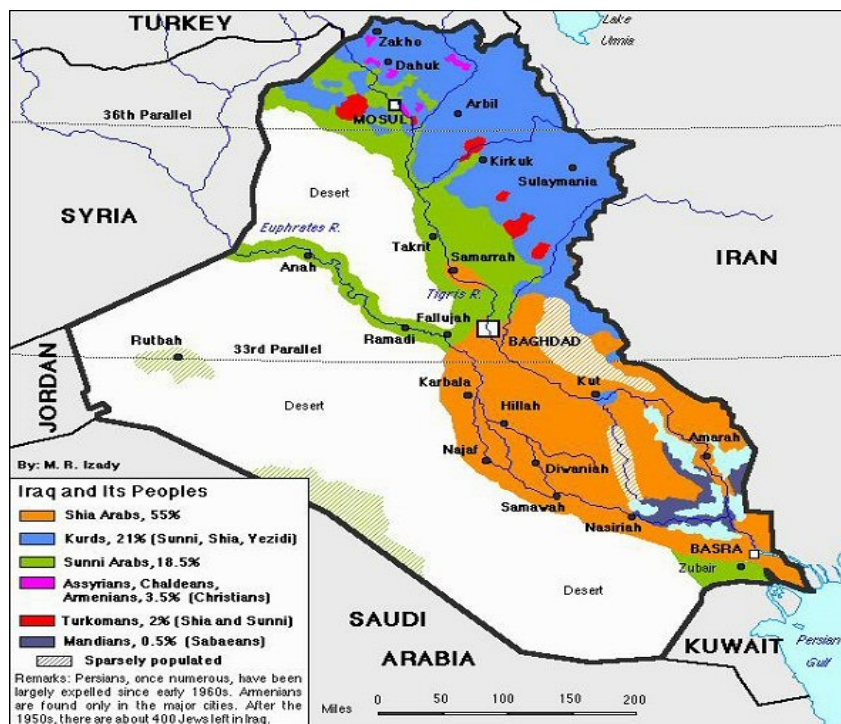 TURKEY
Lake
Urmia
Zakho
Dahuk
Arbil
MOSUL
36th Parallel
Kirkuk
Sulaymania
Desert
SYRIA
Euphrates R.
Takrit
Samarrah
IRAN
Anah
Tigris R.
Fallujah
Ramadi
BAGHDAD
Rutbah
33rd Parallel
JORDAN
Karbala
Kut
Desert
Hillah
Amarah
Najaf
Diwaniah
By: M. R. Izady
Samawah
Nasiriah
BASRA
Zubair
Desert
SAUDI
ARABIA
KUWAIT
Persian
Gulf
Iraq and Its Peoples
Shia Arabs, 55%
Kurds, 21% (Sunni, Shia, Yezidi)
Sunni Arabs, 18.5%
Assyrians, Chaldeans,
Armenians, 3.5% (Christians)
Turkomans, 2% (Shia and Sunni)
Mandians, 0.5% (Sabaeans)
Sparsely populated
Remarks: Persians, once numerous, have been
largely expelled since early 1960s. Armenians
are found only in the major cities. After the
1950s, there are about 400 Jews left in Iraq.
Miles 0 50 80 100 150 200